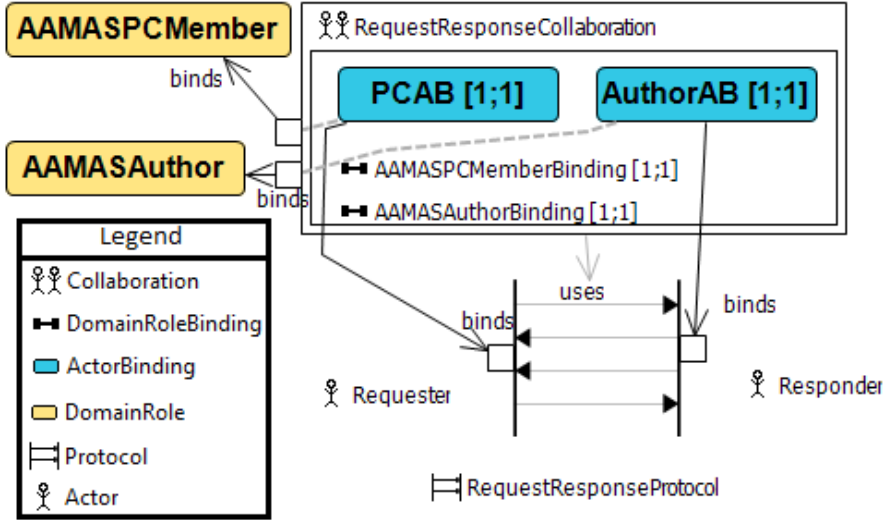 AAMASPCMember
RequestResponseCollaboration
binds
PCAB [1;1]
AuthorAB [1;1]
AAMASAuthor
AAMASPCMemberBinding [1;1]
binds
AAMASAuthorBinding [1;1]
Legend
Collaboration
DomainRoleBinding
ActorBinding
DomainRole
Protocol
Actor
uses
binds
binds
Requester
Responder
RequestResponseProtocol